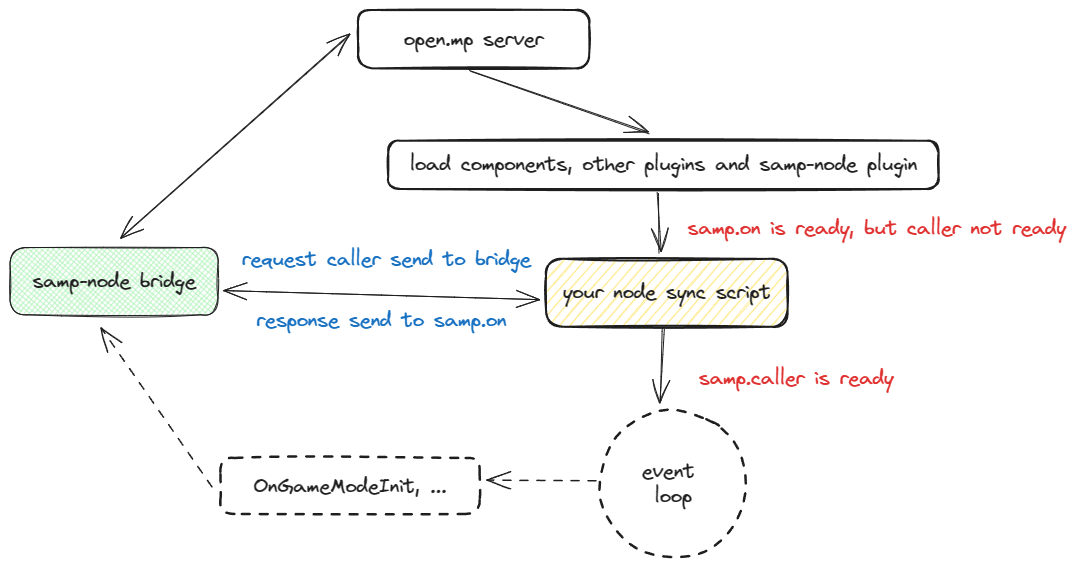 open.mp server
load components, other plugins and samp-node plugin
samp.on is ready, but caller not ready
request caller send to bridge
samp-node bridge
your node sync script
response send to samp.on
samp.caller is ready
event
loop
OnGameModeInit, ...